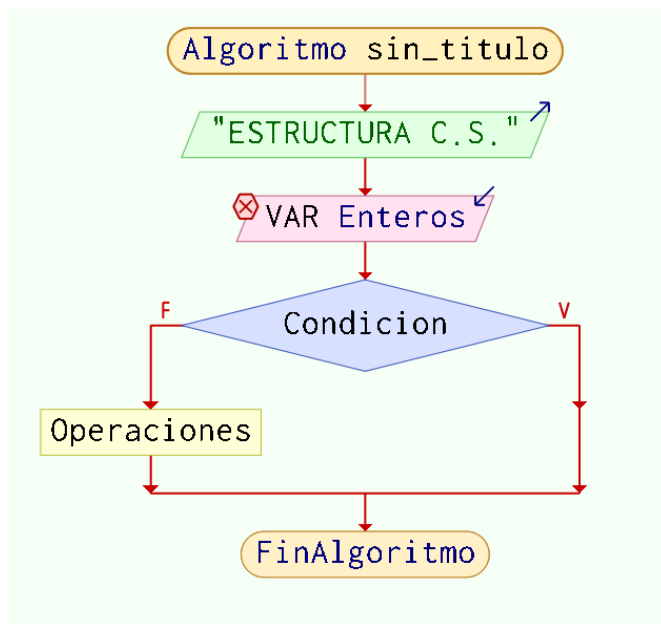 Algoritmo sin_titulo
"ESTRUCTURA C.S."
VAR Enteros
F
V
Condicion
Operaciones
FinAlgoritmo